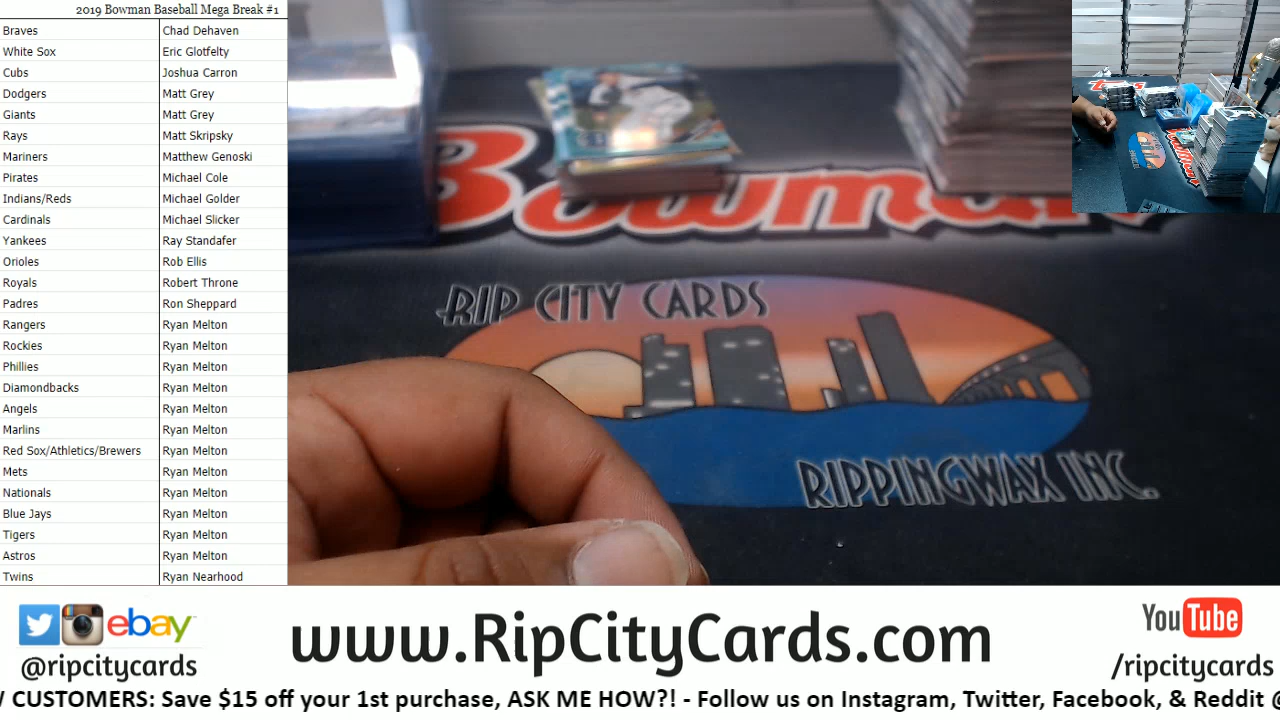 2019 Bowman Baseball Mega Break #1
Braves Chad Dehaven
White Sox Eric Glotfelty
Cubs Joshua Carron
Dodgers Matt Grey
Giants Matt Grey
Rays Matt Skripsky
Mariners Matthew Genoski
Pirates Michael Cole
Indians/Reds Michael Golder
Cardinals Michael Slicker
Yankees Ray Standafer
Orioles Rob Ellis
Royals Robert Throne
Padres Ron Sheppard
Rangers Ryan Melton
Rockies Ryan Melton
Phillies Ryan Melton
Diamondbacks Ryan Melton
Angels Ryan Melton
Marlins Ryan Melton
Red Sox/Athletics/Brewers Ryan Melton
Mets Ryan Melton
Nationals Ryan Melton
Blue Jays Ryan Melton
Tigers Ryan Melton
Astros Ryan Melton
Twins Ryan Nearhood
Bowman
RIP CITY CARDS
RIPPINGWAX INC.
ebay
@ripcitycards
www.RipCityCards.com
YouTube
/ripcitycards
CUSTOMERS: Save $15 off your 1st purchase, ASK ME HOW?! - Follow us on Instagram, Twitter, Facebook, & Reddit @